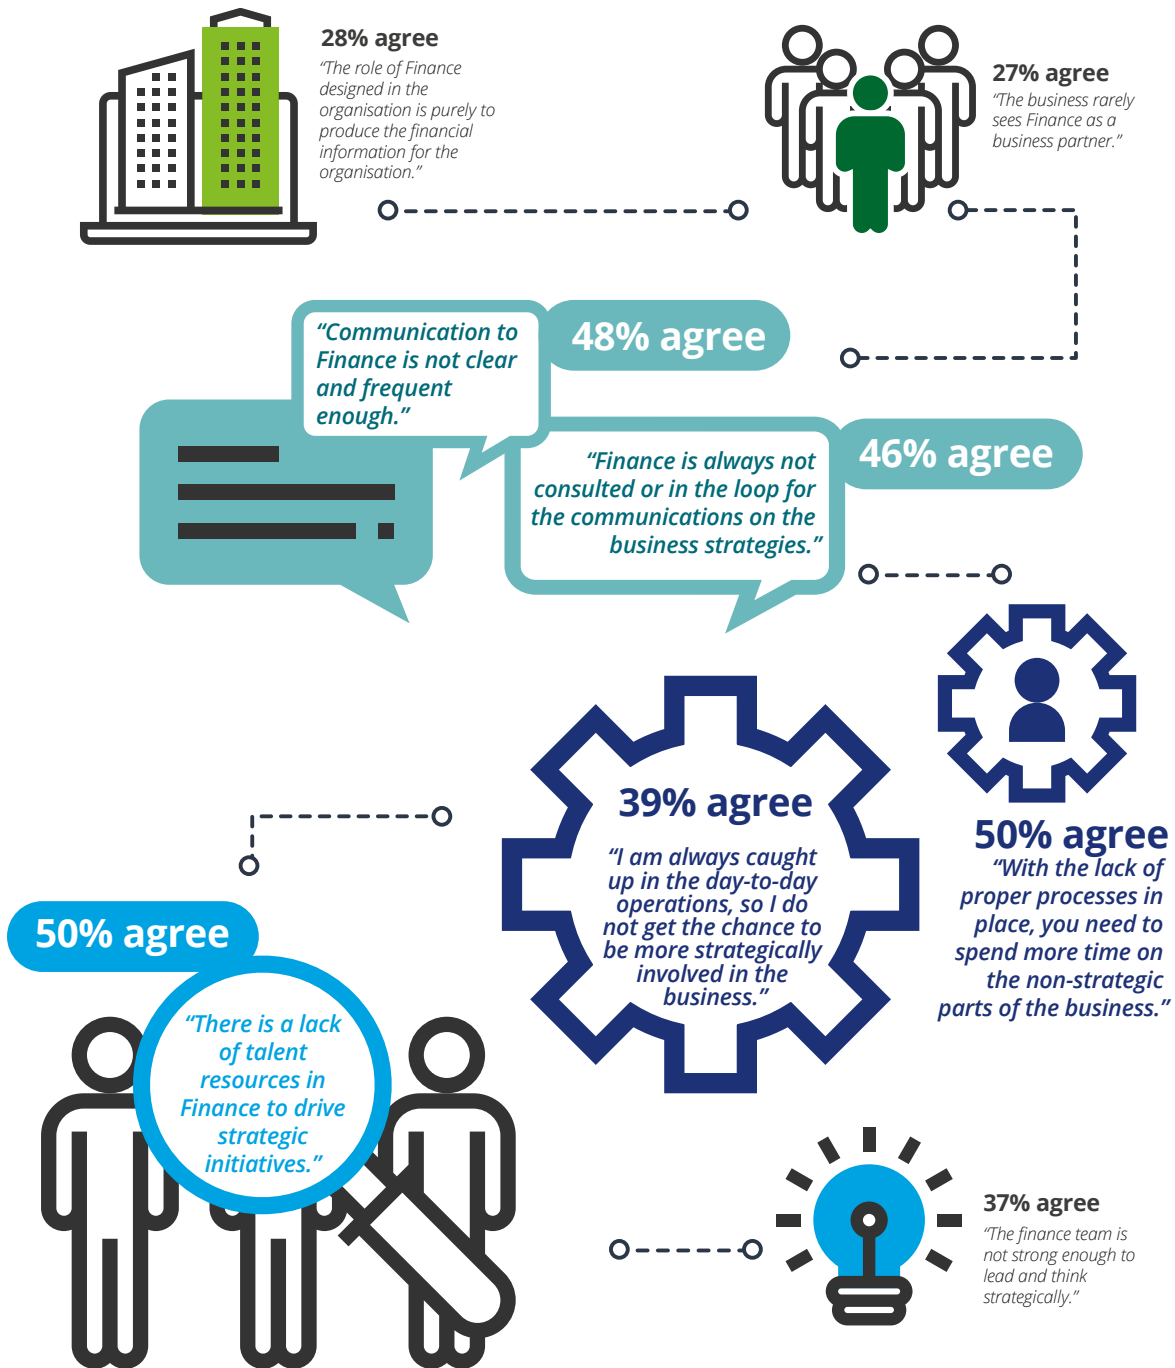 28% agree
“The role of Finance
designed in the
organisation is purely to
produce the financial
information for the
organisation.”
27% agree
“The business rarely
sees Finance as a
business partner.”
“Communication to
Finance is not clear
and frequent
enough.”
48% agree
“Finance is always not
consulted or in the loop for
the communications on the
business strategies.”
46% agree
39% agree
“I am always caught
up in the day-to-day
operations, so I do
not get the chance to
be more strategically
involved in the
business.”
50% agree
“With the lack of
proper processes in
place, you need to
spend more time on
the non-strategic
parts of the business.”
50% agree
“There is a lack
of talent
resources in
Finance to drive
strategic
initiatives.”
37% agree
“The finance team is
not strong enough to
lead and think
strategically.”